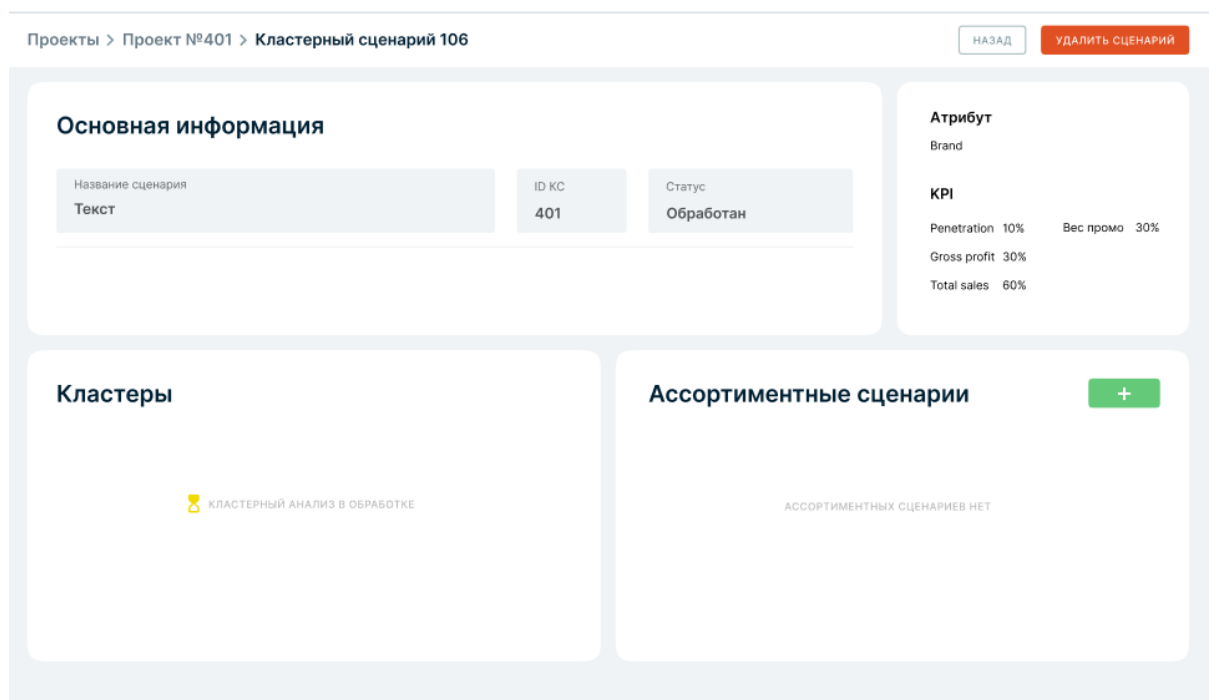 Проекты > Проект №401 > Кластерный сценарий 106
НАЗАД
УДАЛИТЬ СЦЕНАРИЙ
Основная информация
Название сценария
Текст
ID КС
401
Статус
Обработан
Атрибут
Brand
KPI
Penetration 10% Вес промо 30%
Gross profit 30%
Total sales 60%
Кластеры
КЛАСТЕРНЫЙ АНАЛИЗ В ОБРАБОТКЕ
Ассортиментные сценарии
+
АССОРТИМЕНТНЫХ СЦЕНАРИЕВ НЕТ